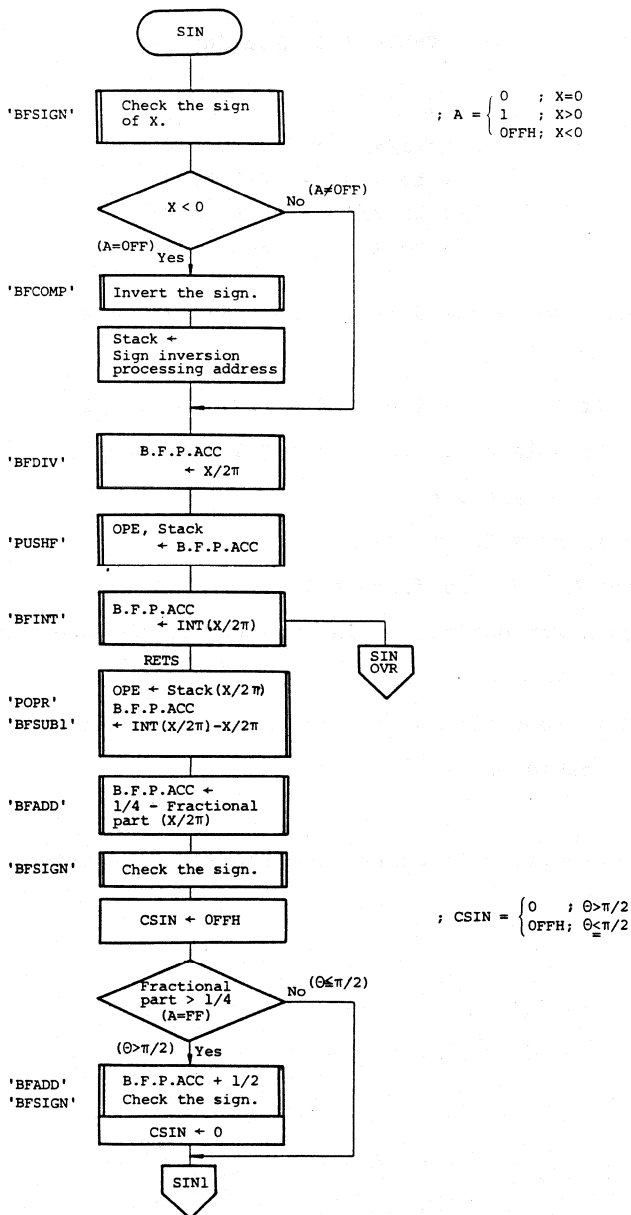 SIN
'BFSIGN'
Check the sign
of X.
; A = { 0 ; X=0
1 ; X>0
0FFH; X<0
X < 0
No (A≠0FF)
(A=0FF) Yes
'BFCOMP'
Invert the sign.
Stack ←
Sign inversion
processing address
'BFDIV'
B.F.P.ACC
← X/2π
'PUSHF'
OPE, Stack
← B.F.P.ACC
'BFINT'
B.F.P.ACC
← INT(X/2π)
SIN
OVR
RETS
'POPR'
'BFSUB1'
OPE ← Stack(X/2π)
B.F.P.ACC
← INT(X/2π)-X/2π
'BFADD'
B.F.P.ACC ←
1/4 - Fractional
part (X/2π)
'BFSIGN'
Check the sign.
CSIN ← 0FFH
; CSIN = { 0 ; Θ>π/2
0FFH; Θ≦π/2
Fractional
part > 1/4
(A=FF)
No (Θ≦π/2)
(Θ>π/2) Yes
'BFADD'
'BFSIGN'
B.F.P.ACC + 1/2
Check the sign.
CSIN ← 0
SIN1